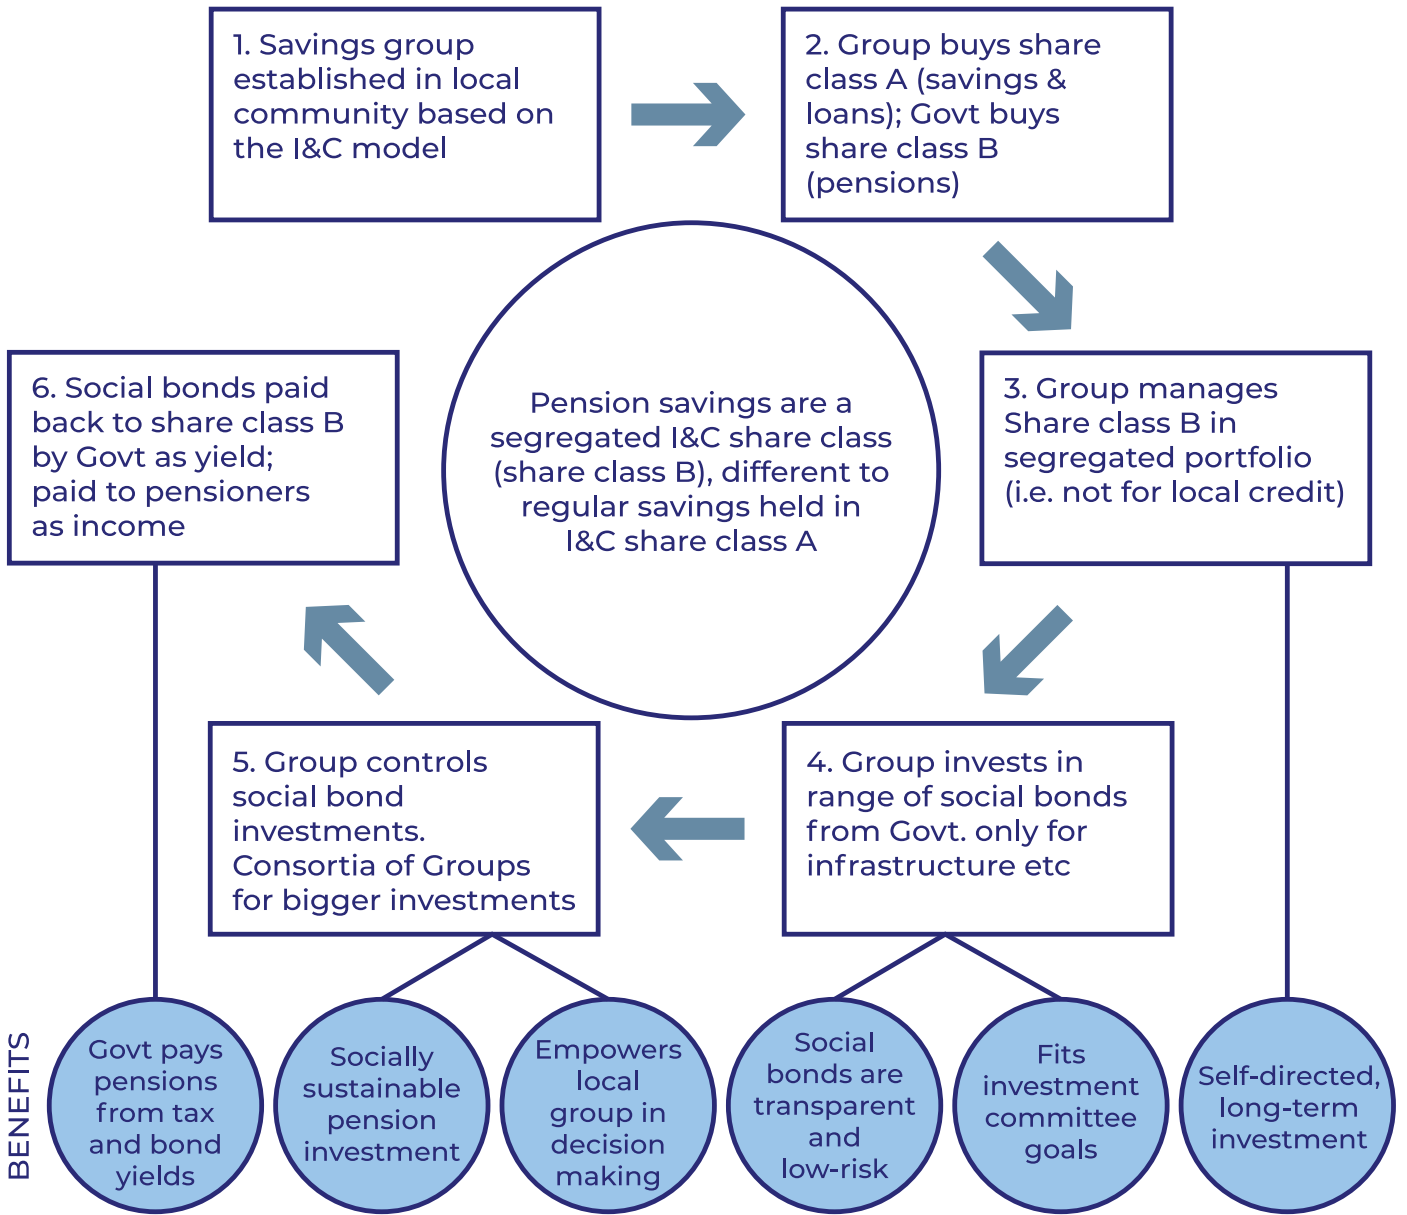 1. Savings group
established in local
community based on
the I&C model
2. Group buys share
class A (savings &
loans); Govt buys
share class B
(pensions)
3. Group manages
Share class B in
segregated portfolio
(i.e. not for local credit)
4. Group invests in
range of social bonds
from Govt. only for
infrastructure etc
5. Group controls
social bond
investments.
Consortia of Groups
for bigger investments
6. Social bonds paid
back to share class B
by Govt as yield;
paid to pensioners
as income
Pension savings are a
segregated I&C share class
(share class B), different to
regular savings held in
I&C share class A
BENEFITS
Govt pays
pensions
from tax
and bond
yields
Socially
sustainable
pension
investment
Empowers
local
group in
decision
making
Social
bonds are
transparent
and
low-risk
Fits
investment
committee
goals
Self-directed,
long-term
investment